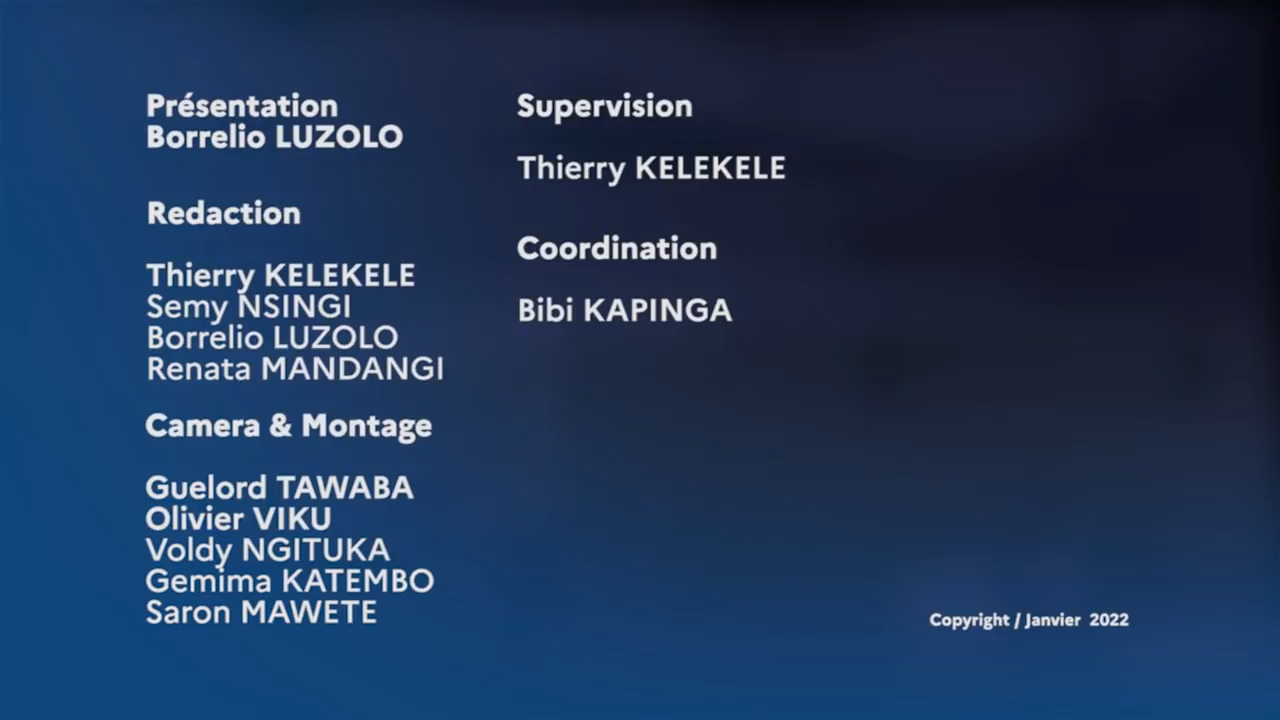 Présentation
Borrelio LUZOLO
Redaction
Thierry KELEKELE
Semy NSINGI
Borrelio LUZOLO
Renata MANDANGI
Camera & Montage
Guelord TAWABA
Olivier VIKU
Voldy NGITUKA
Gemima KATEMBO
Saron MAWETE
Supervision
Thierry KELEKELE
Coordination
Bibi KAPINGA
Copyright / Janvier 2022